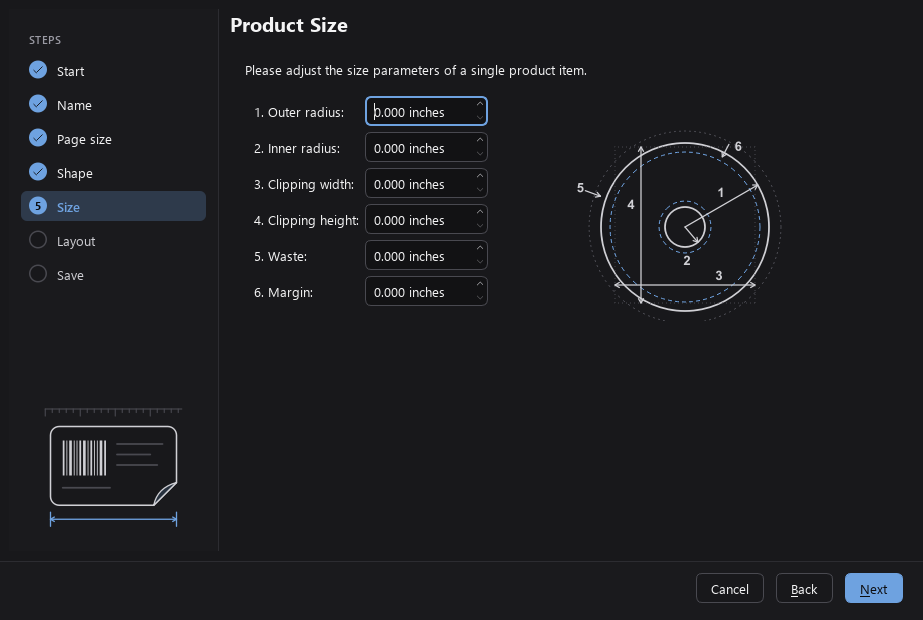 Product Size
STEPS
Start
Name
Page size
Shape
5 Size
Layout
Save
Please adjust the size parameters of a single product item.
1. Outer radius: 0.000 inches
2. Inner radius: 0.000 inches
3. Clipping width: 0.000 inches
4. Clipping height: 0.000 inches
5. Waste: 0.000 inches
6. Margin: 0.000 inches
6
5
1
4
2
3
Cancel Back Next